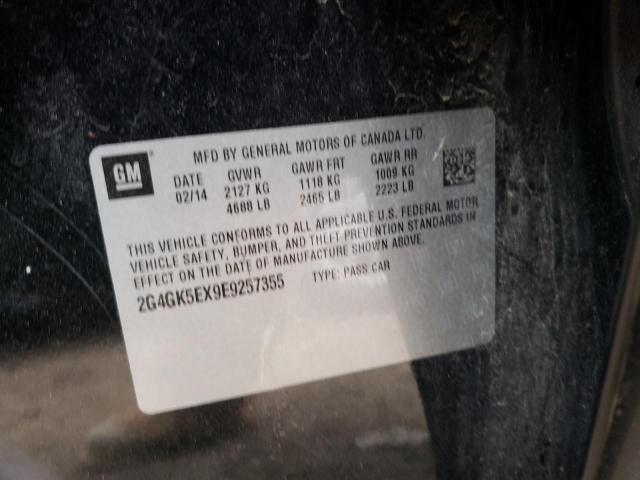 MFD BY GENERAL MOTORS OF CANADA LTD.
GM
DATE GVWR GAWR FRT GAWR RR
02/14 2127 KG 1118 KG 1009 KG
4688 LB 2465 LB 2223 LB
THIS VEHICLE CONFORMS TO ALL APPLICABLE U.S. FEDERAL MOTOR
VEHICLE SAFETY, BUMPER, AND THEFT PREVENTION STANDARDS IN
EFFECT ON THE DATE OF MANUFACTURE SHOWN ABOVE.
2G4GK5EX9E9257355 TYPE: PASS CAR